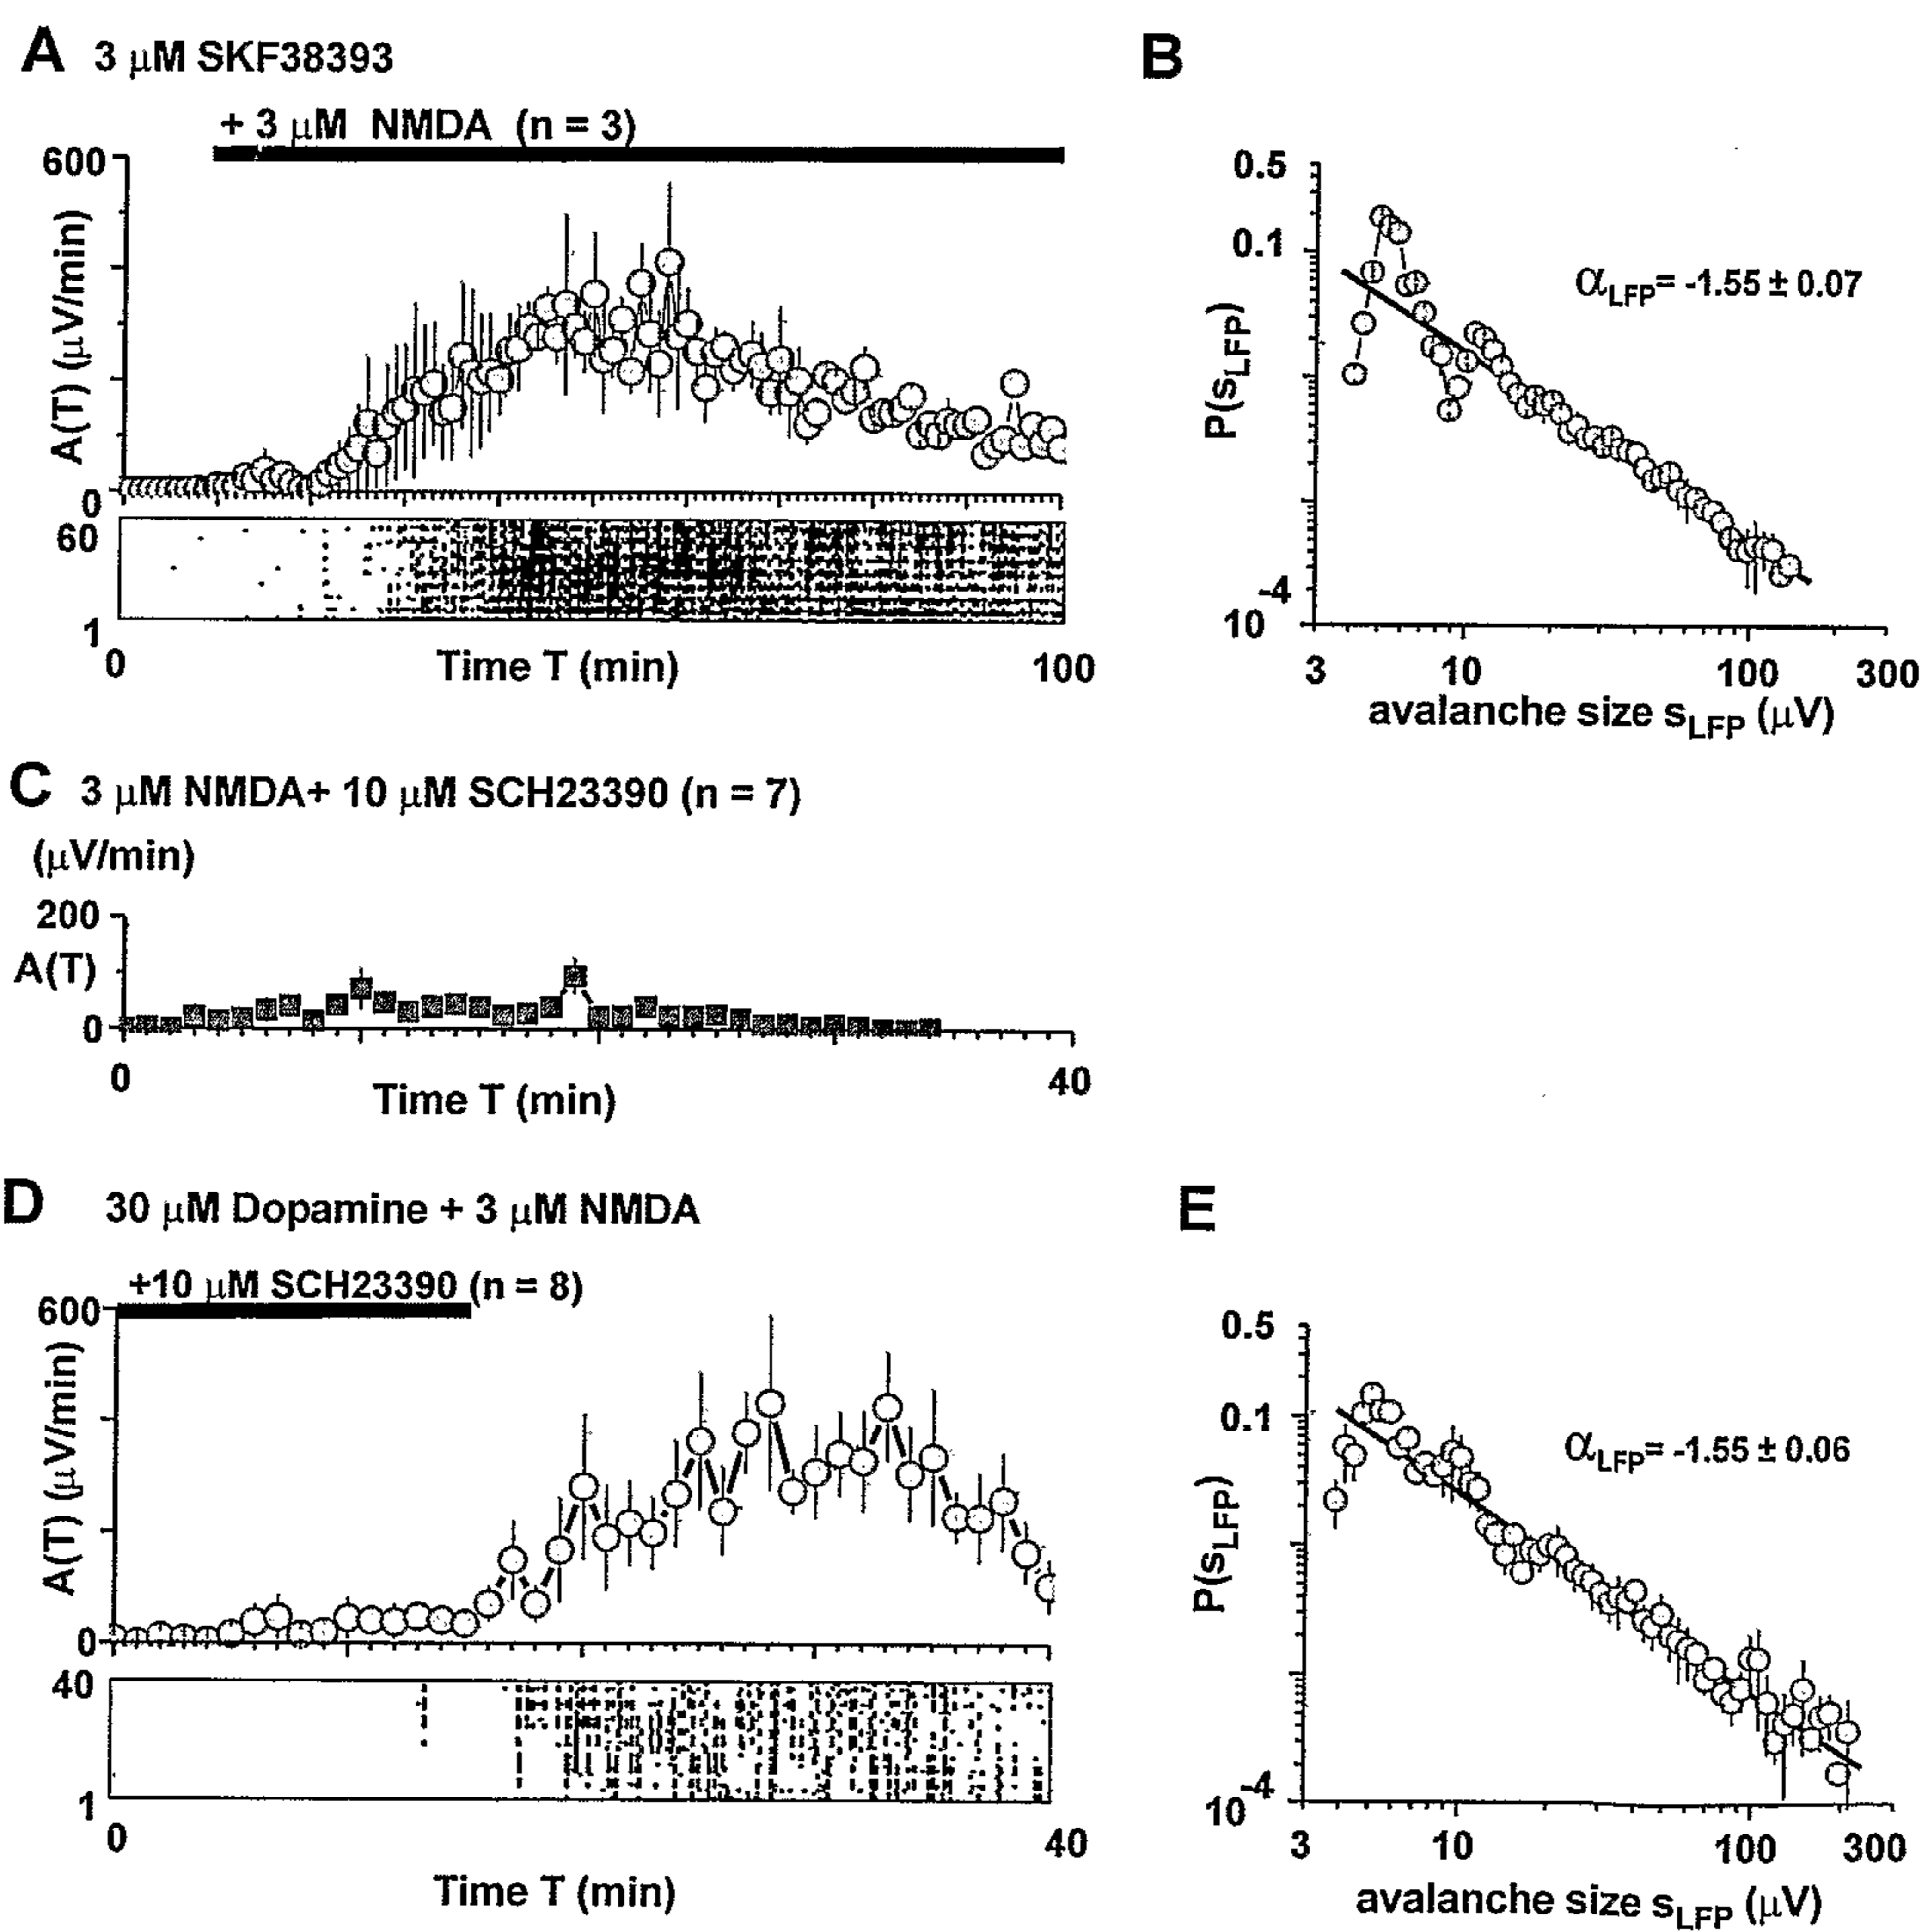 A 3 μM SKF38393
+ 3 μM NMDA (n = 3)
600
A(T) (μV/min)
0
60
1
0
Time T (min)
100
B
0.5
0.1
P(sLFP)
αLFP= -1.55 ± 0.07
10-4
3
10
100
300
avalanche size sLFP (μV)
C 3 μM NMDA+ 10 μM SCH23390 (n = 7)
(μV/min)
200
A(T)
0
0
40
Time T (min)
D 30 μM Dopamine + 3 μM NMDA
+10 μM SCH23390 (n = 8)
600
A(T) (μV/min)
0
40
1
0
40
Time T (min)
E
0.5
0.1
P(sLFP)
αLFP= -1.55 ± 0.06
10-4
3
10
100
300
avalanche size sLFP (μV)